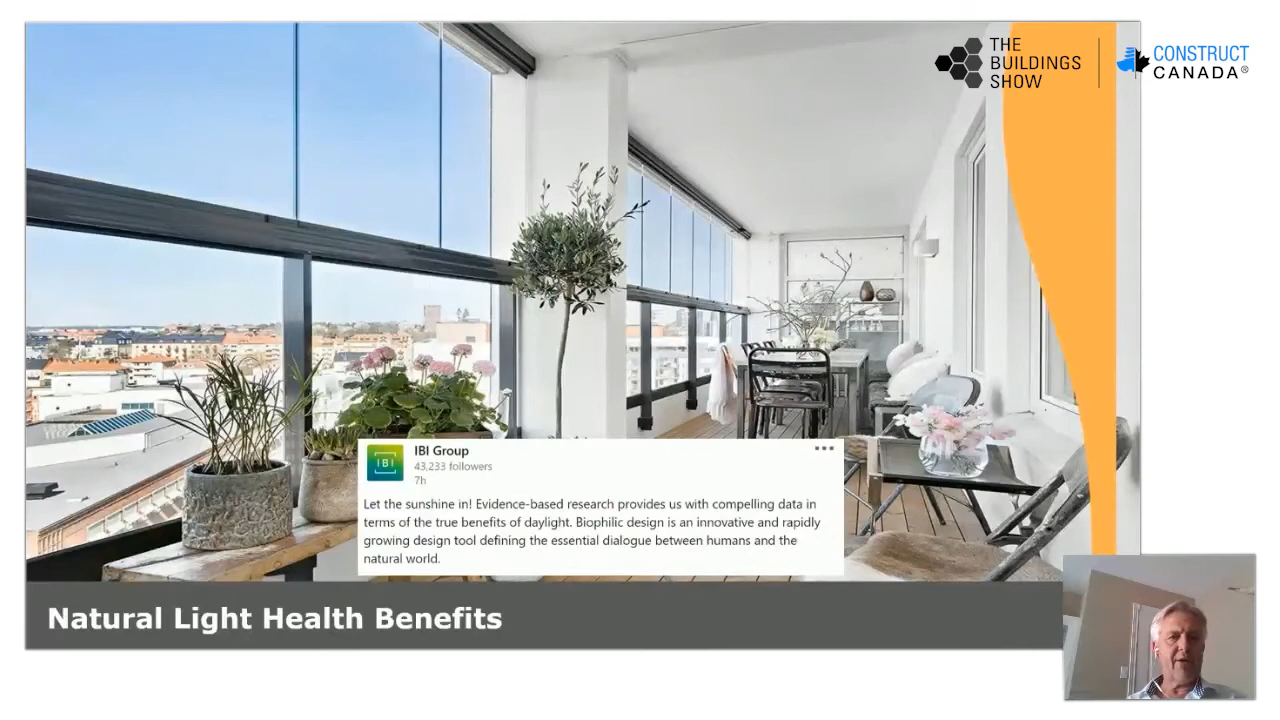 THE
BUILDINGS
SHOW
CONSTRUCT
CANADA®
IBI
IBI Group
43,233 followers
7h
Let the sunshine in! Evidence-based research provides us with compelling data in
terms of the true benefits of daylight. Biophilic design is an innovative and rapidly
growing design tool defining the essential dialogue between humans and the
natural world.
Natural Light Health Benefits